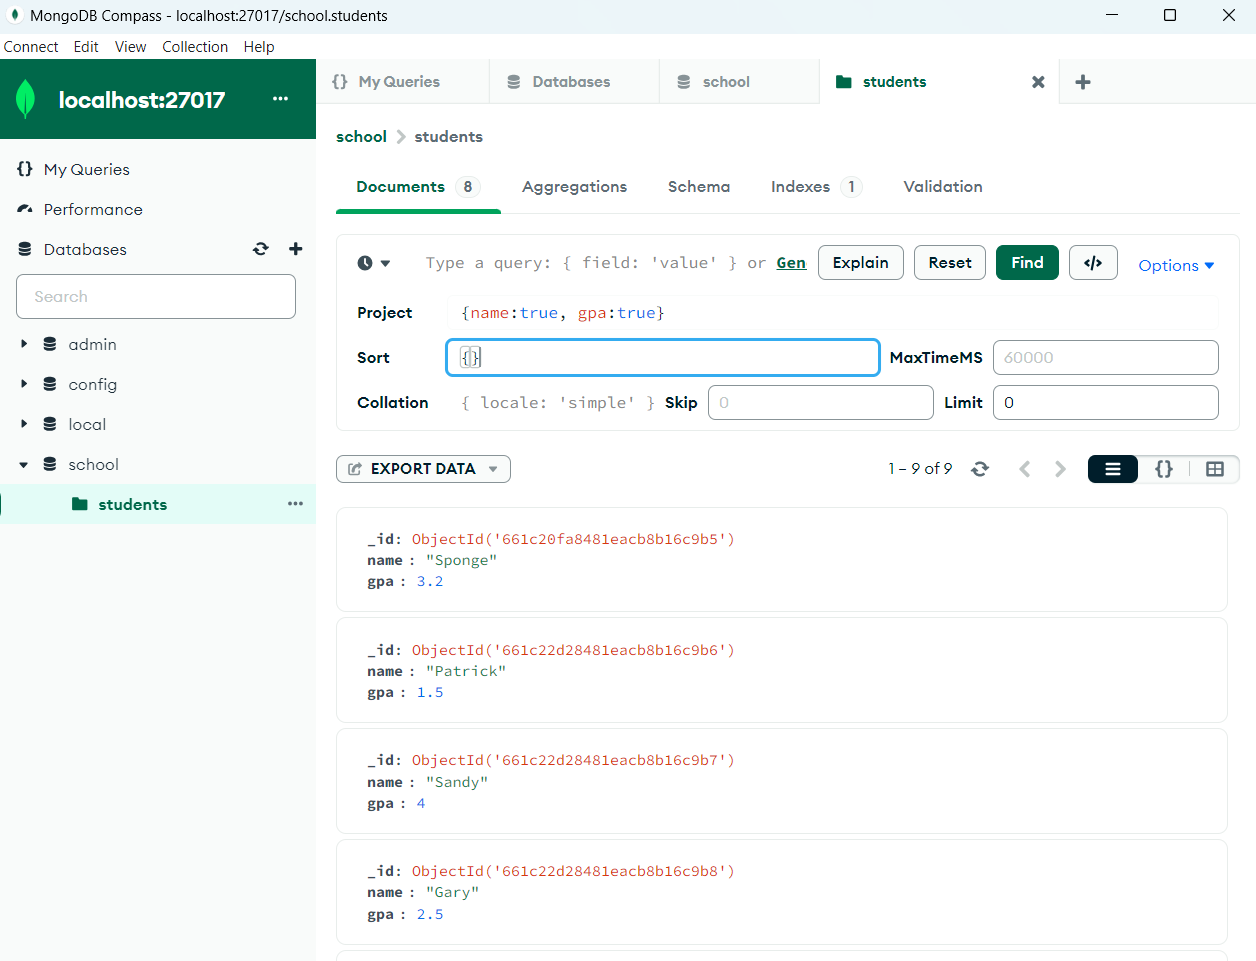 MongoDB Compass - localhost:27017/school.students
Connect Edit View Collection Help
localhost:27017 ···
{} My Queries
Databases
school
students
school > students
My Queries
Performance
Databases
Search
admin
config
local
school
students ···
Documents 8 Aggregations Schema Indexes 1 Validation
Type a query: { field: 'value' } or Gen Explain Reset Find </> Options
Project {name:true, gpa:true}
Sort {} MaxTimeMS 60000
Collation { locale: 'simple' } Skip 0 Limit 0
EXPORT DATA 1 – 9 of 9 {}
_id: ObjectId('661c20fa8481eacb8b16c9b5')
name : "Sponge"
gpa : 3.2
_id: ObjectId('661c22d28481eacb8b16c9b6')
name : "Patrick"
gpa : 1.5
_id: ObjectId('661c22d28481eacb8b16c9b7')
name : "Sandy"
gpa : 4
_id: ObjectId('661c22d28481eacb8b16c9b8')
name : "Gary"
gpa : 2.5